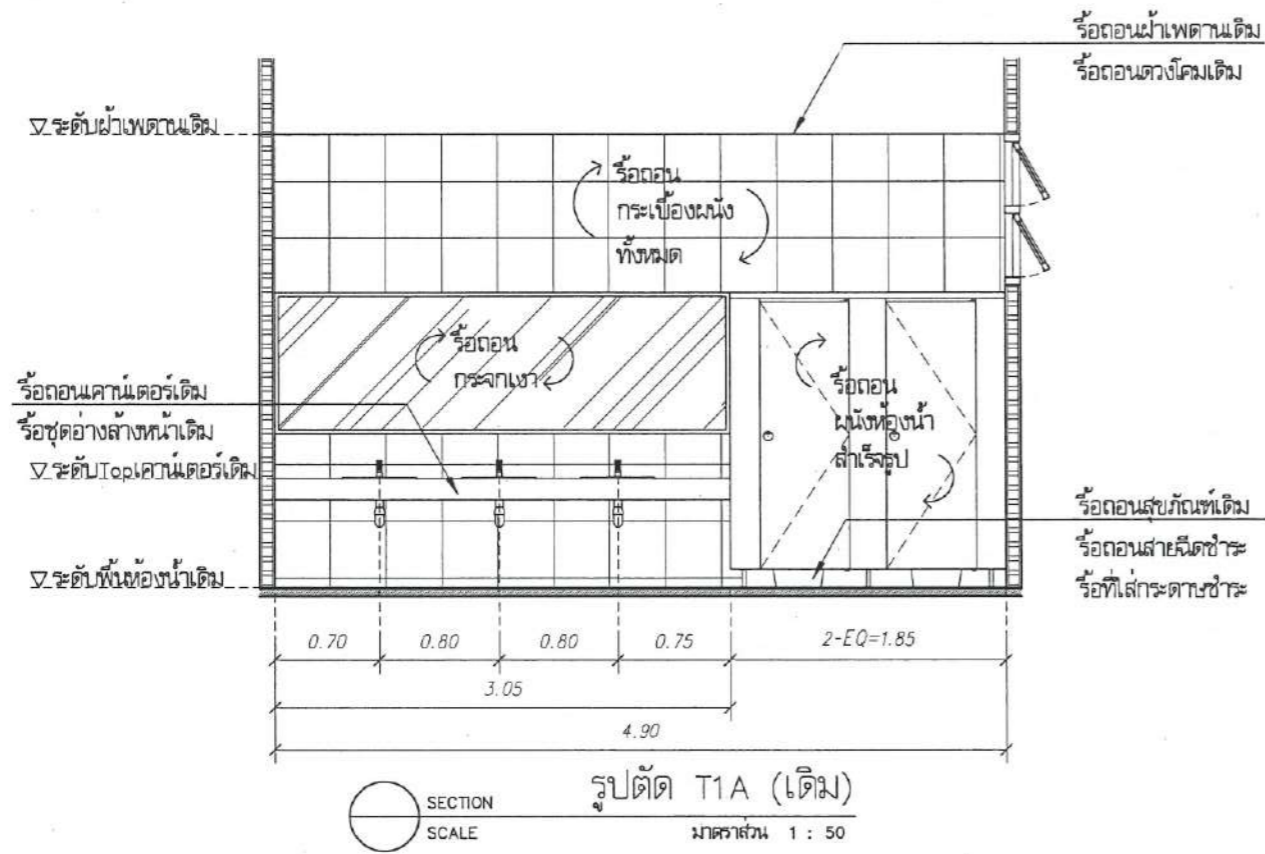 รื้อถอนฝ้าเพดานเดิม
รื้อถอนดวงโคมเดิม
▽ระดับฝ้าเพดานเดิม
รื้อถอน
กระเบื้องผนัง
ทั้งหมด
รื้อถอน
กระจกเงา
รื้อถอน
ผนังห้องน้ำ
สำเร็จรูป
รื้อถอนเคาน์เตอร์เดิม
รื้อชุดอ่างล้างหน้าเดิม
▽ระดับTopเคาน์เตอร์เดิม
▽ระดับพื้นห้องน้ำเดิม
รื้อถอนสุขภัณฑ์เดิม
รื้อถอนสายฉีดชำระ
รื้อที่ใส่กระดาษชำระ
0.70 0.80 0.80 0.75 2-EQ=1.85
3.05
4.90
SECTION รูปตัด T1A (เดิม)
SCALE มาตราส่วน 1 : 50